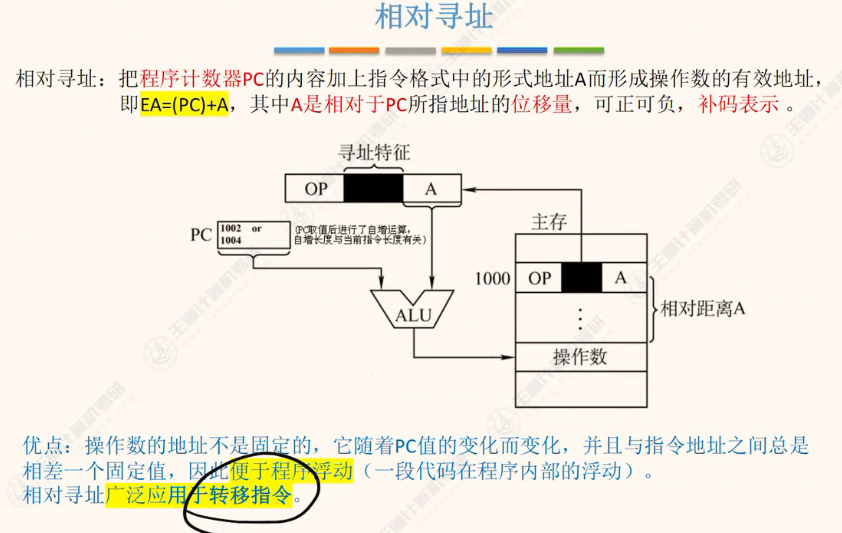 相对寻址
相对寻址：把程序计数器PC的内容加上指令格式中的形式地址A而形成操作数的有效地址，
即EA=(PC)+A，其中A是相对于PC所指地址的位移量，可正可负，补码表示 。
寻址特征
OP A
主存
PC 1002 or
1004
(PC取值后进行了自增运算，
自增长度与当前指令长度有关)
1000 OP A
ALU
⋮
相对距离A
操作数
优点：操作数的地址不是固定的，它随着PC值的变化而变化，并且与指令地址之间总是
相差一个固定值，因此便于程序浮动（一段代码在程序内部的浮动）。
相对寻址广泛应用于转移指令。